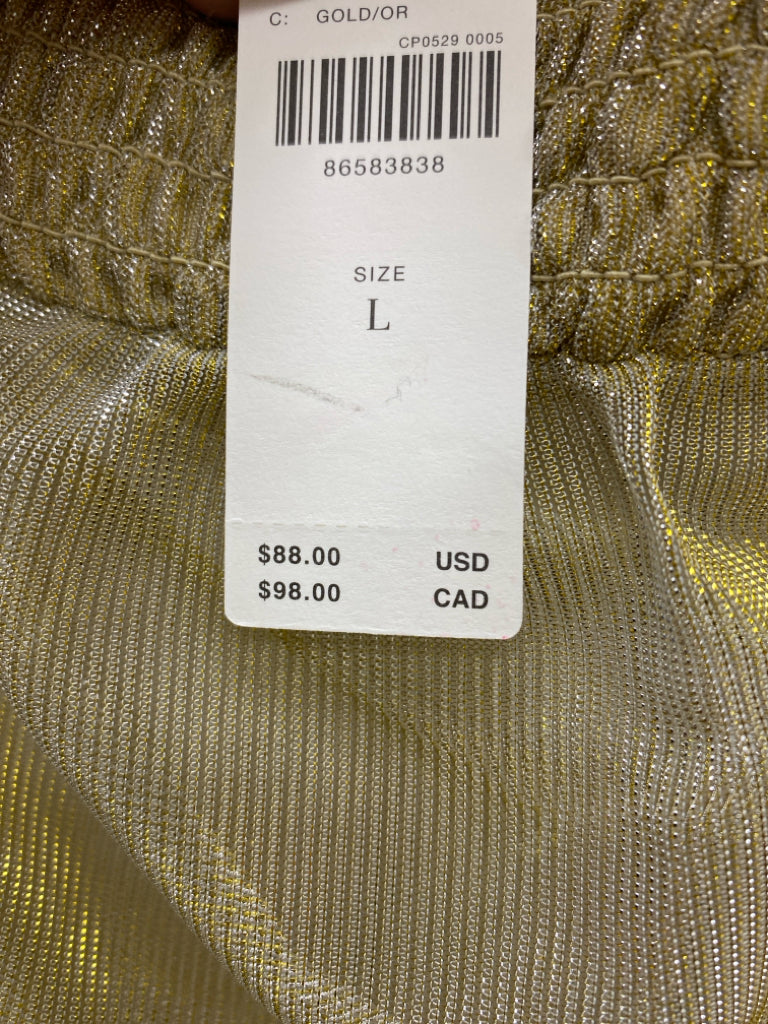 C: GOLD/OR
CP0529 0005
86583838
SIZE
L
$88.00 USD
$98.00 CAD